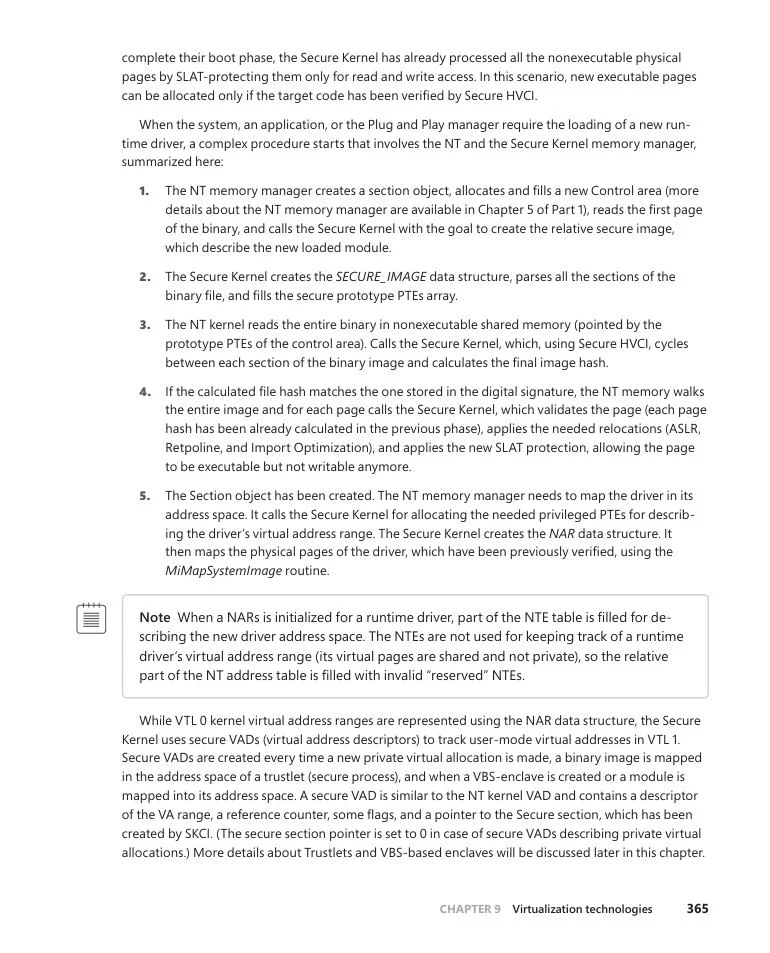 complete their boot phase, the Secure Kernel has already processed all the nonexecutable physical
pages by SLAT-protecting them only for read and write access. In this scenario, new executable pages
can be allocated only if the target code has been verified by Secure HVCI.
When the system, an application, or the Plug and Play manager require the loading of a new run-
time driver, a complex procedure starts that involves the NT and the Secure Kernel memory manager,
summarized here:
1. The NT memory manager creates a section object, allocates and fills a new Control area (more
details about the NT memory manager are available in Chapter 5 of Part 1), reads the first page
of the binary, and calls the Secure Kernel with the goal to create the relative secure image,
which describe the new loaded module.
2. The Secure Kernel creates the SECURE_IMAGE data structure, parses all the sections of the
binary file, and fills the secure prototype PTEs array.
3. The NT kernel reads the entire binary in nonexecutable shared memory (pointed by the
prototype PTEs of the control area). Calls the Secure Kernel, which, using Secure HVCI, cycles
between each section of the binary image and calculates the final image hash.
4. If the calculated file hash matches the one stored in the digital signature, the NT memory walks
the entire image and for each page calls the Secure Kernel, which validates the page (each page
hash has been already calculated in the previous phase), applies the needed relocations (ASLR,
Retpoline, and Import Optimization), and applies the new SLAT protection, allowing the page
to be executable but not writable anymore.
5. The Section object has been created. The NT memory manager needs to map the driver in its
address space. It calls the Secure Kernel for allocating the needed privileged PTEs for describ-
ing the driver's virtual address range. The Secure Kernel creates the NAR data structure. It
then maps the physical pages of the driver, which have been previously verified, using the
MiMapSystemImage routine.
Note When a NARs is initialized for a runtime driver, part of the NTE table is filled for de-
scribing the new driver address space. The NTEs are not used for keeping track of a runtime
driver's virtual address range (its virtual pages are shared and not private), so the relative
part of the NT address table is filled with invalid “reserved” NTEs.
While VTL 0 kernel virtual address ranges are represented using the NAR data structure, the Secure
Kernel uses secure VADs (virtual address descriptors) to track user-mode virtual addresses in VTL 1.
Secure VADs are created every time a new private virtual allocation is made, a binary image is mapped
in the address space of a trustlet (secure process), and when a VBS-enclave is created or a module is
mapped into its address space. A secure VAD is similar to the NT kernel VAD and contains a descriptor
of the VA range, a reference counter, some flags, and a pointer to the Secure section, which has been
created by SKCI. (The secure section pointer is set to 0 in case of secure VADs describing private virtual
allocations.) More details about Trustlets and VBS-based enclaves will be discussed later in this chapter.
CHAPTER 9 Virtualization technologies 365